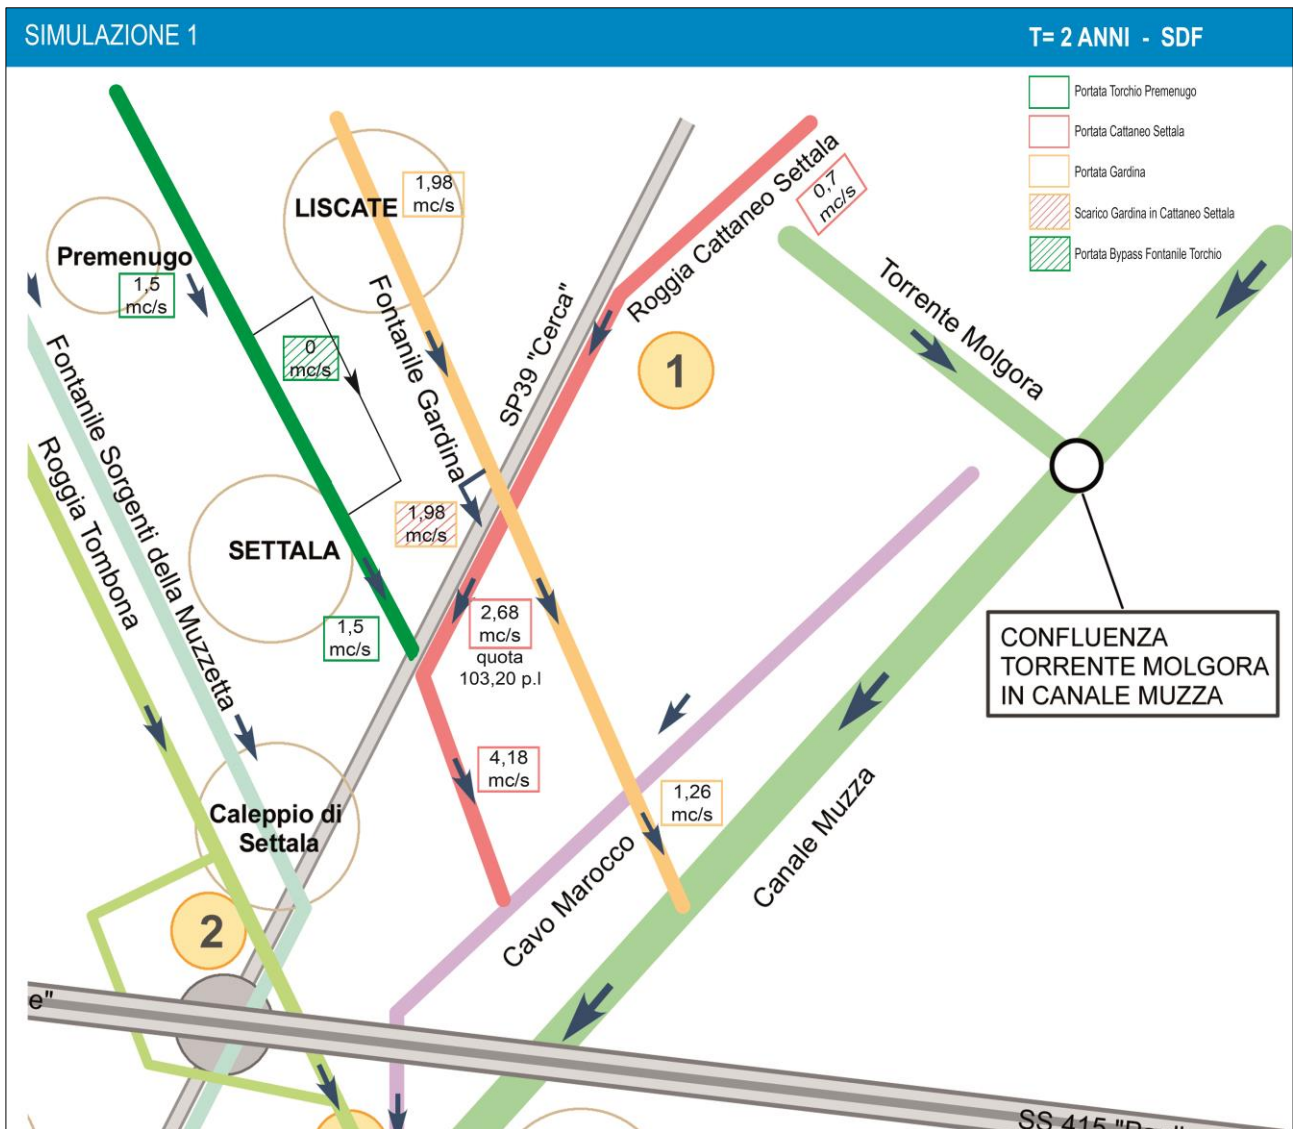 SIMULAZIONE 1
T= 2 ANNI - SDF
Portata Torchio Premenugo
Portata Cattaneo Settala
Portata Gardina
Scarico Gardina in Cattaneo Settala
Portata Bypass Fontanile Torchio
LISCATE
1,98
mc/s
Premenugo
1,5
mc/s
0
mc/s
Fontanile Gardina
SP39 "Cerca"
Roggia Cattaneo Settala
0,7
mc/s
Torrente Molgora
1
Fontanile Sorgenti della Muzzetta
Roggia Tombona
SETTALA
1,98
mc/s
1,5
mc/s
2,68
mc/s
quota
103,20 p.l
CONFLUENZA
TORRENTE MOLGORA
IN CANALE MUZZA
4,18
mc/s
1,26
mc/s
Caleppio di
Settala
Cavo Marocco
Canale Muzza
2
e"
SS 415